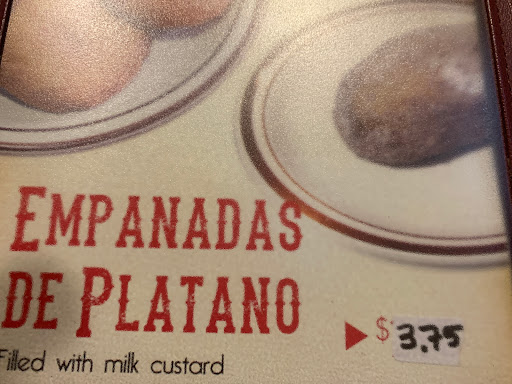 EMPANADAS
DE PLATANO
Filled with milk custard
$ 3.75